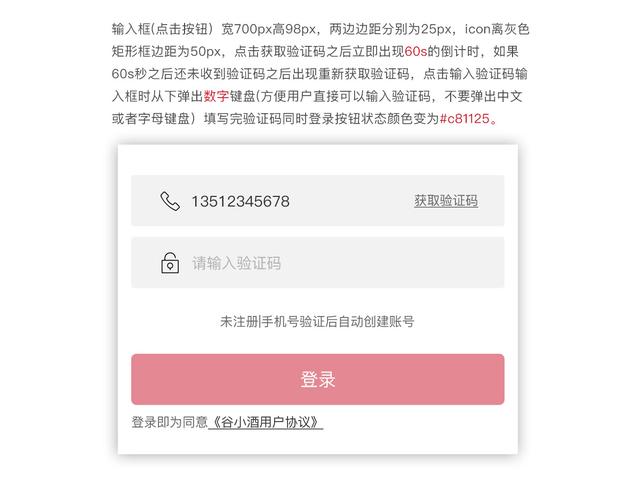 输入框(点击按钮）宽700px高98px，两边边距分别为25px，icon离灰色
矩形框边距为50px，点击获取验证码之后立即出现60s的倒计时，如果
60s秒之后还未收到验证码之后出现重新获取验证码，点击输入验证码输
入框时从下弹出数字键盘(方便用户直接可以输入验证码，不要弹出中文
或者字母键盘）填写完验证码同时登录按钮状态颜色变为#c81125。
13512345678 获取验证码
请输入验证码
未注册|手机号验证后自动创建账号
登录
登录即为同意《谷小酒用户协议》